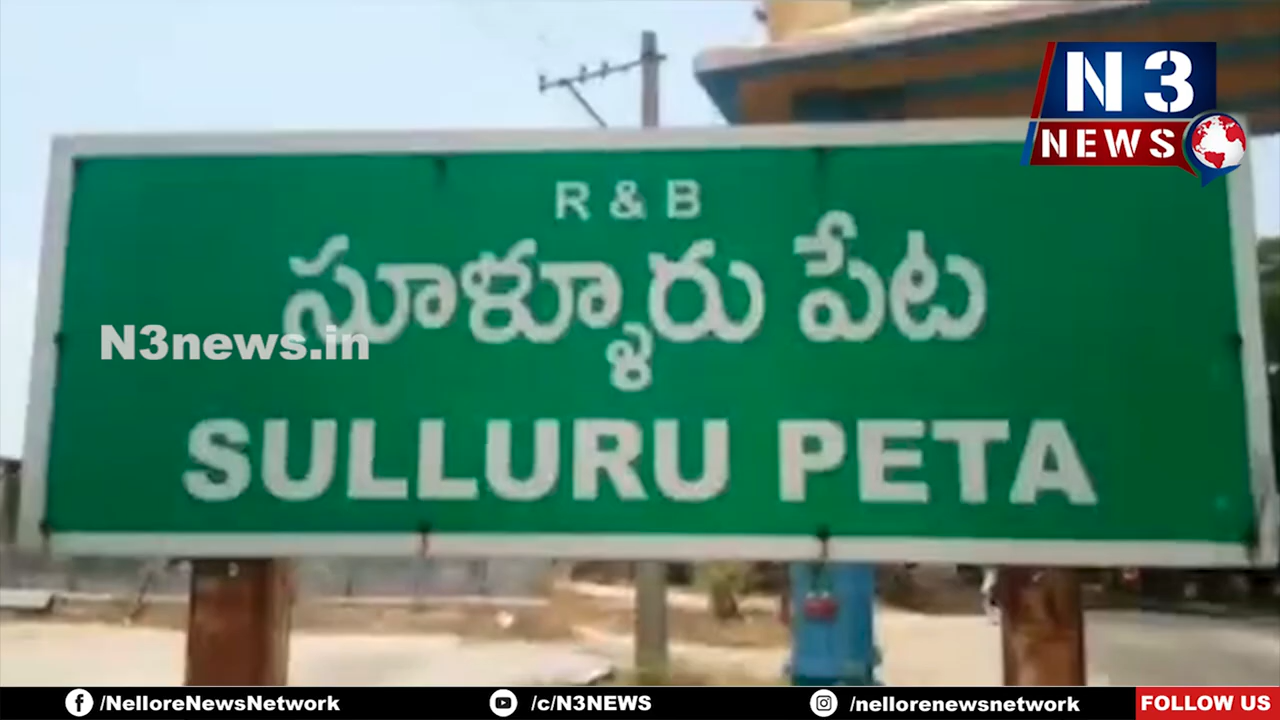 N 3
NEWS
R & B
సూళ్ళూరు పేట
N3news.in
SULLURU PETA
/NelloreNewsNetwork
/c/N3NEWS
/nellorenewsnetwork
FOLLOW US